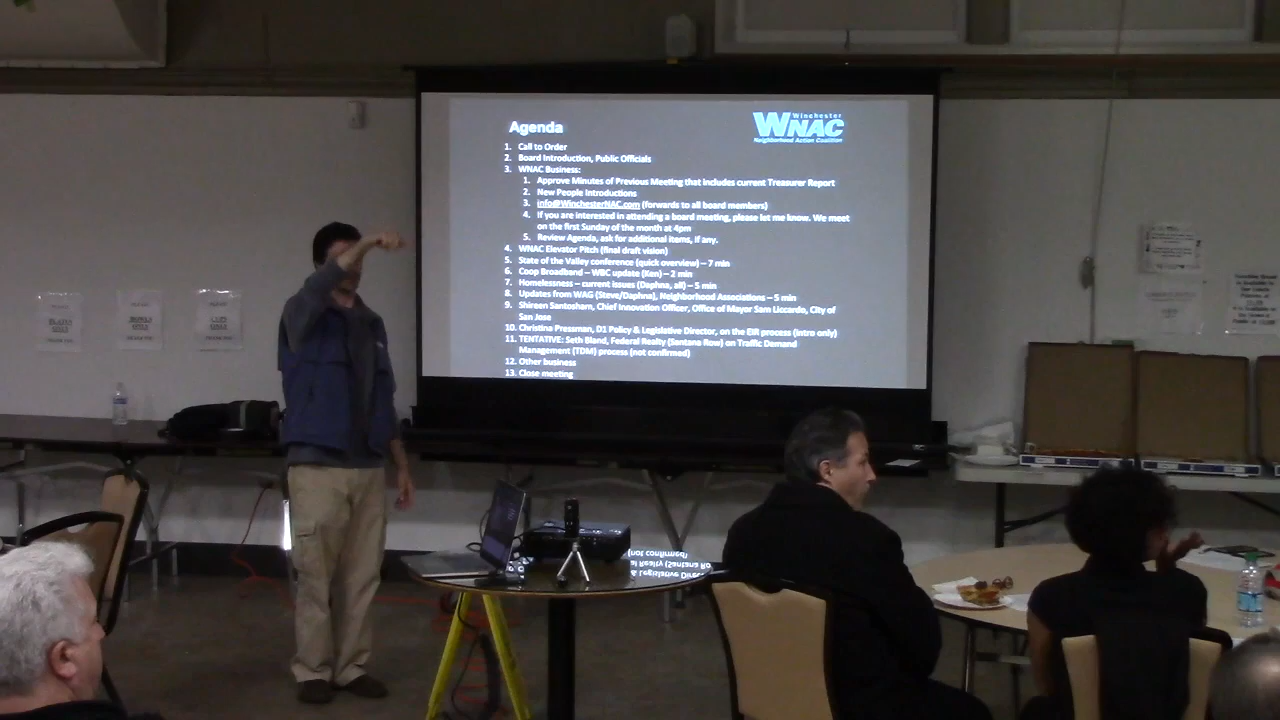 Agenda
Winchester
WNAC
Neighborhood Action Coalition
1. Call to Order
2. Board Introduction, Public Officials
3. WNAC Business:
1. Approve Minutes of Previous Meeting that includes current Treasurer Report
2. New People Introductions
3. info@WinchesterNAC.com (forwards to all board members)
4. If you are interested in attending a board meeting, please let me know. We meet
on the first Sunday of the month at 4pm
5. Review Agenda, ask for additional items, if any.
4. WNAC Elevator Pitch (final draft vision)
5. State of the Valley conference (quick overview) – 7 min
6. Coop Broadband – WBC update (Ken) – 2 min
7. Homelessness – current issues (Daphna, all) – 5 min
8. Updates from WAG (Steve/Daphna), Neighborhood Associations – 5 min
9. Shireen Santosham, Chief Innovation Officer, Office of Mayor Sam Liccardo, City of
San Jose
10. Christina Pressman, D1 Policy & Legislative Director, on the EIR process (intro only)
11. TENTATIVE: Seth Bland, Federal Realty (Santana Row) on Traffic Demand
Management (TDM) process (not confirmed)
12. Other business
13. Close meeting
(not confirmed)
l Realty (Santana Ro
& Legislative Direc